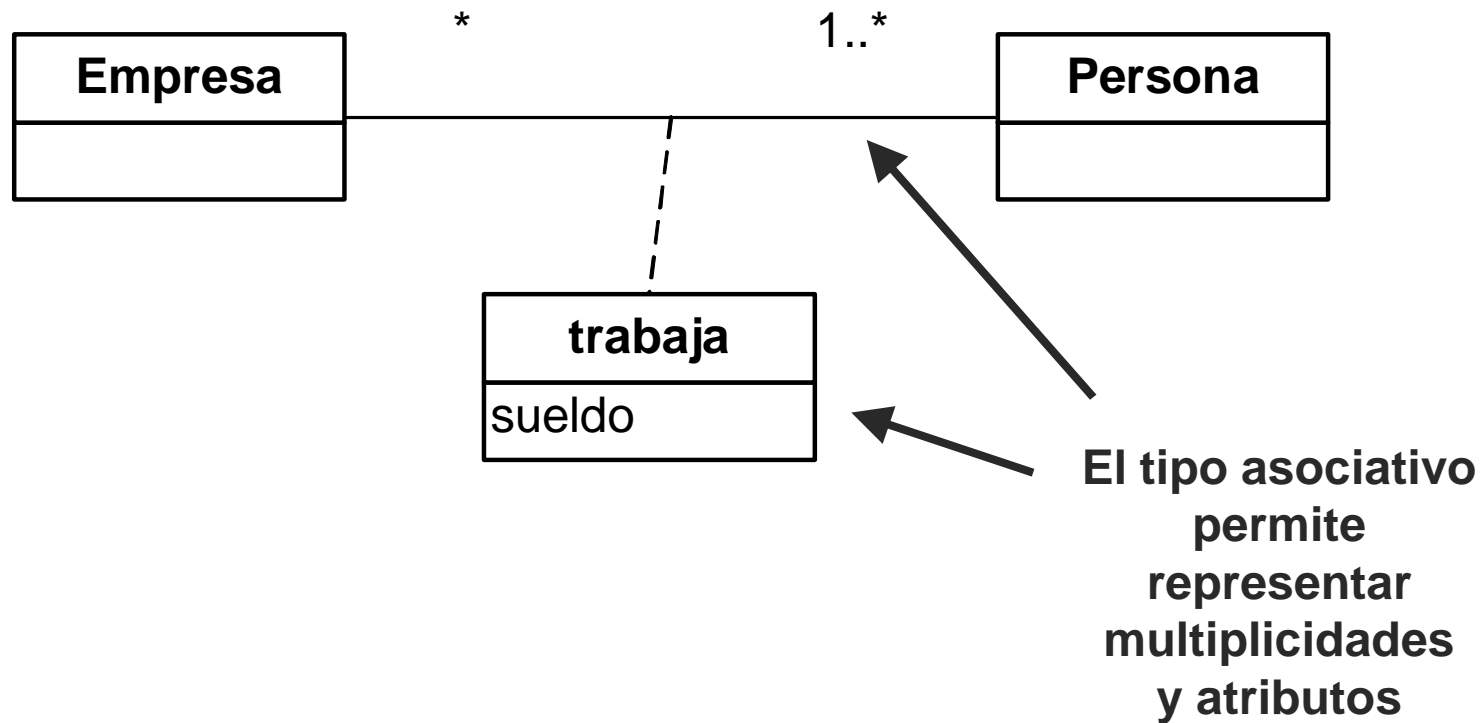 * 1..*
Empresa
Persona
trabaja
sueldo
El tipo asociativo
permite
representar
multiplicidades
y atributos